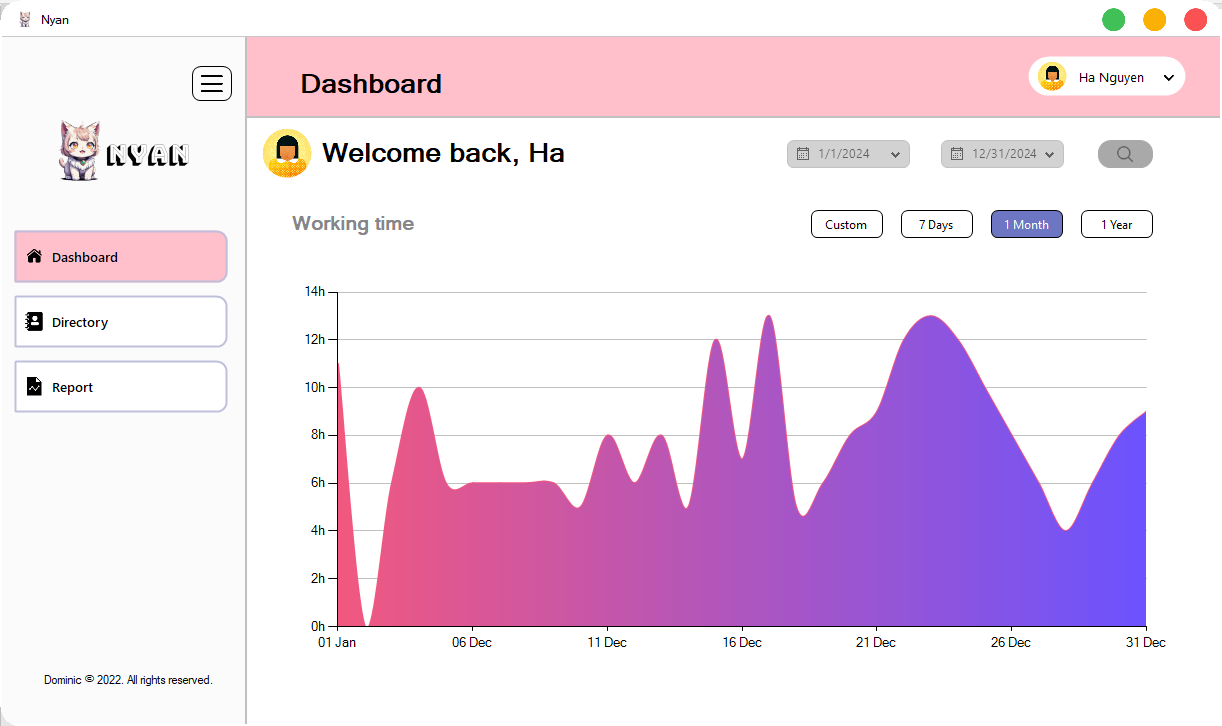 Nyan
Dashboard
Ha Nguyen
NYAN
Welcome back, Ha
1/1/2024
12/31/2024
Working time
Custom
7 Days
1 Month
1 Year
Dashboard
Directory
Report
14h
12h
10h
8h
6h
4h
2h
0h
01 Jan
06 Dec
11 Dec
16 Dec
21 Dec
26 Dec
31 Dec
Dominic © 2022. All rights reserved.